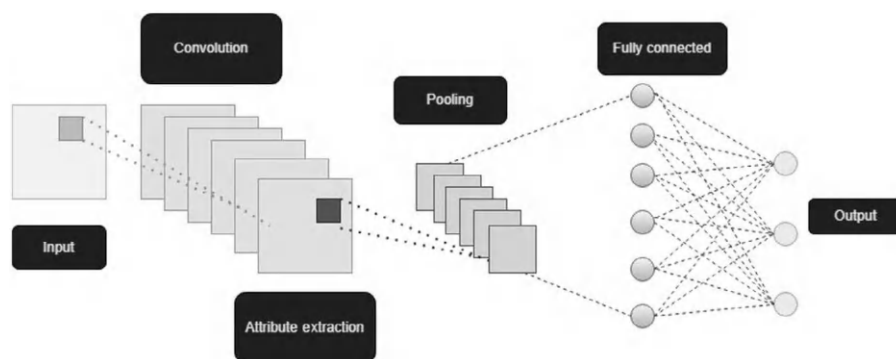 Convolution
Fully connected
Pooling
Input
Output
Attribute extraction